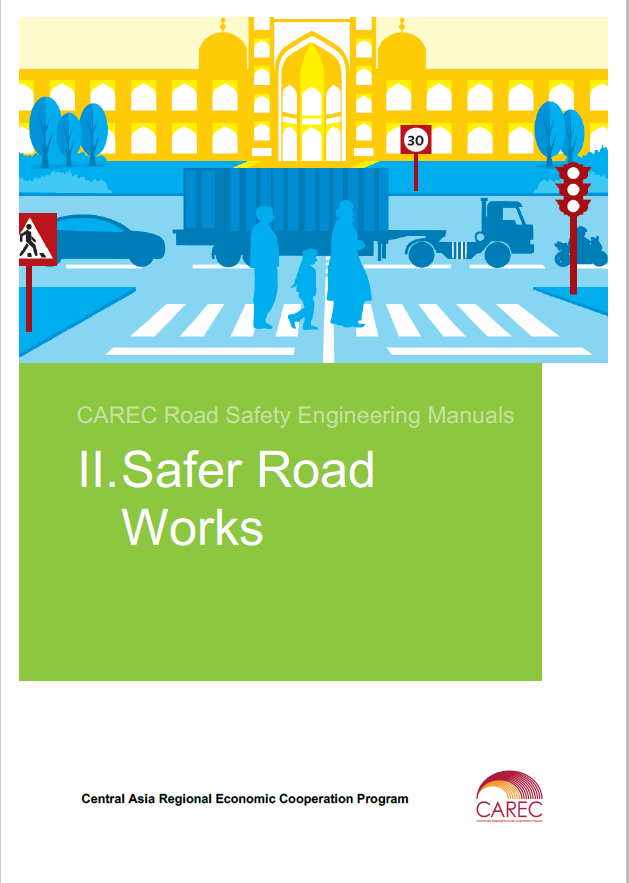 30
CAREC Road Safety Engineering Manuals
II. Safer Road
Works
Central Asia Regional Economic Cooperation Program
CAREC